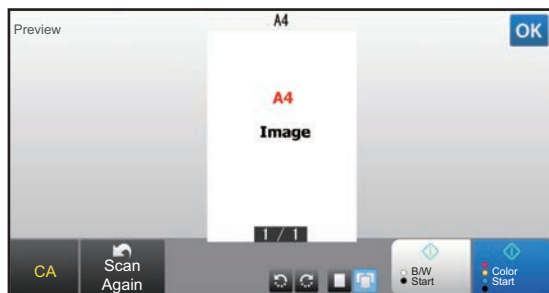 Preview
A4
OK
A4
Image
1 / 1
CA
Scan
Again
B/W
Start
Color
Start